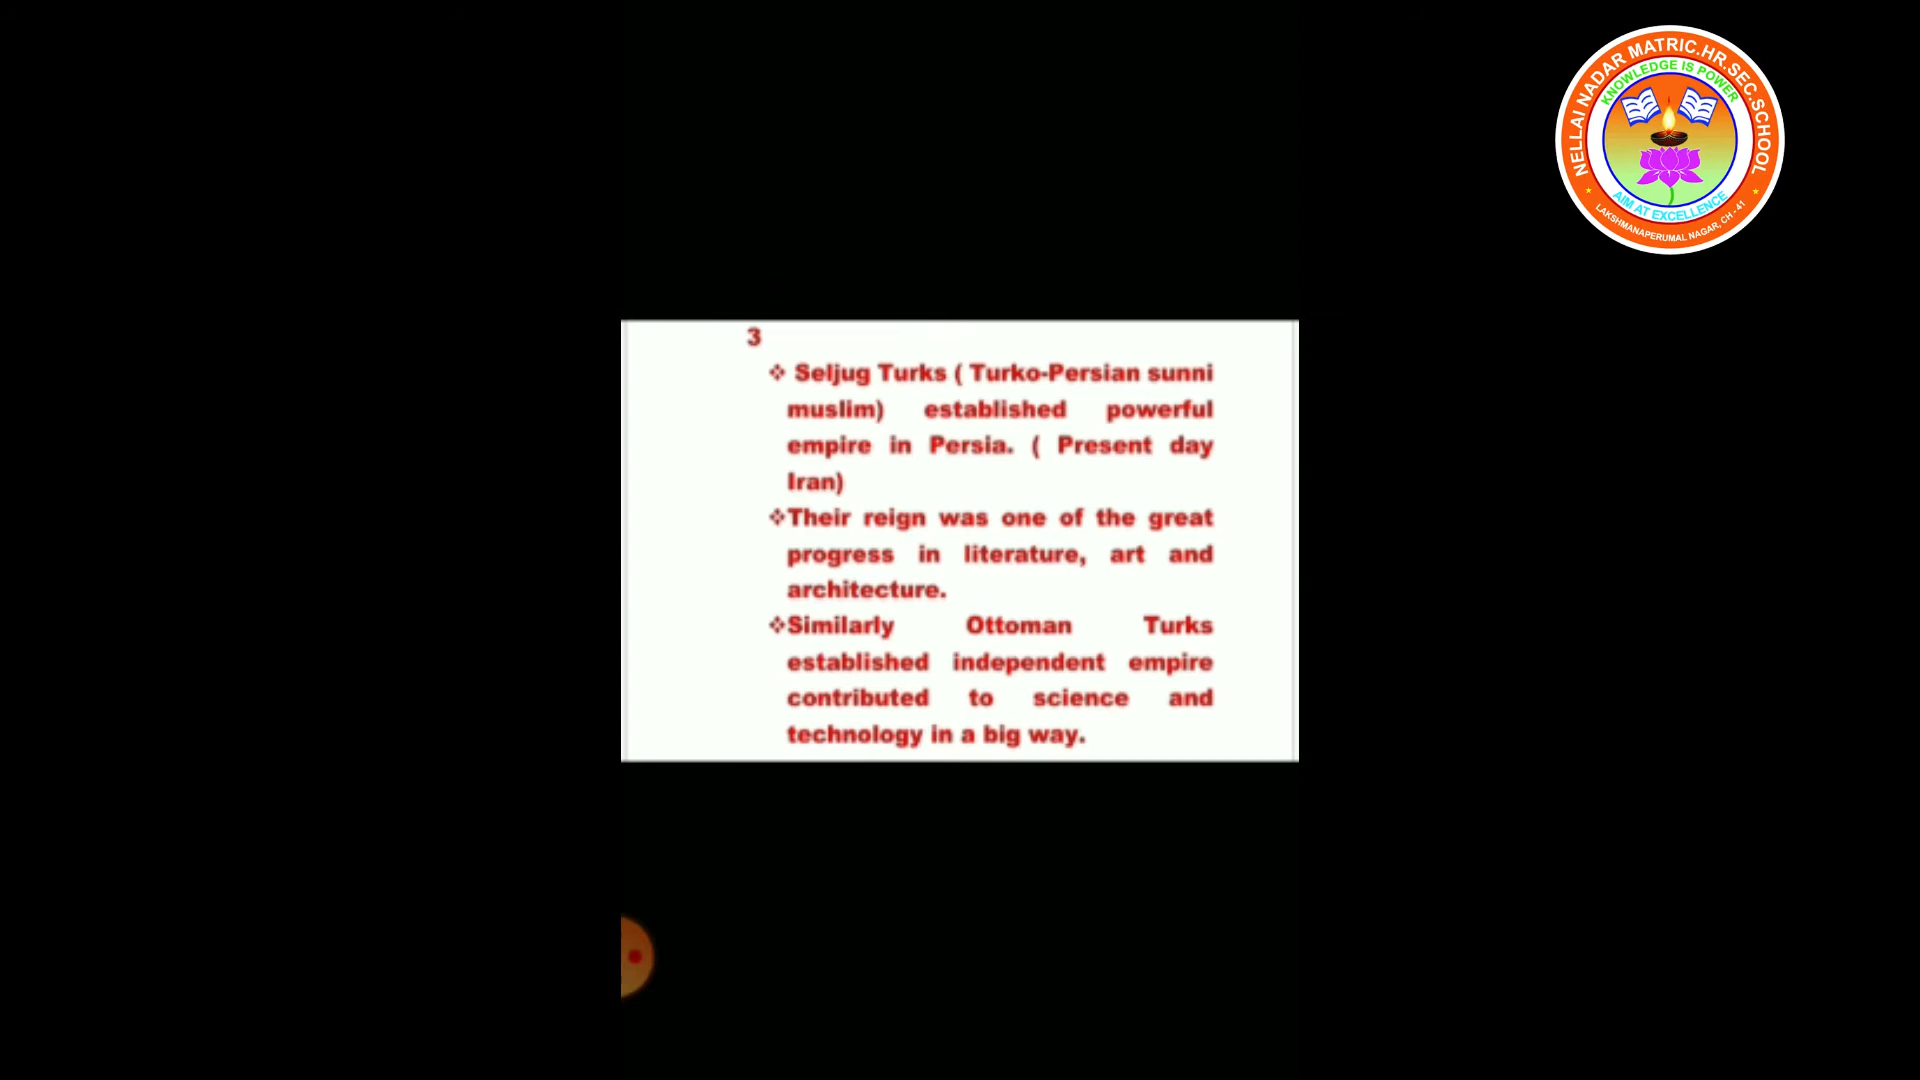 NELLAI NADAR MATRIC.HR.SEC.SCHOOL
KNOWLEDGE IS POWER
AIM AT EXCELLENCE
LAKSHMANAPERUMAL NAGAR, CH - 41
3
❖ Seljug Turks ( Turko-Persian sunni
muslim) established powerful
empire in Persia. ( Present day
Iran)
❖Their reign was one of the great
progress in literature, art and
architecture.
❖Similarly Ottoman Turks
established independent empire
contributed to science and
technology in a big way.